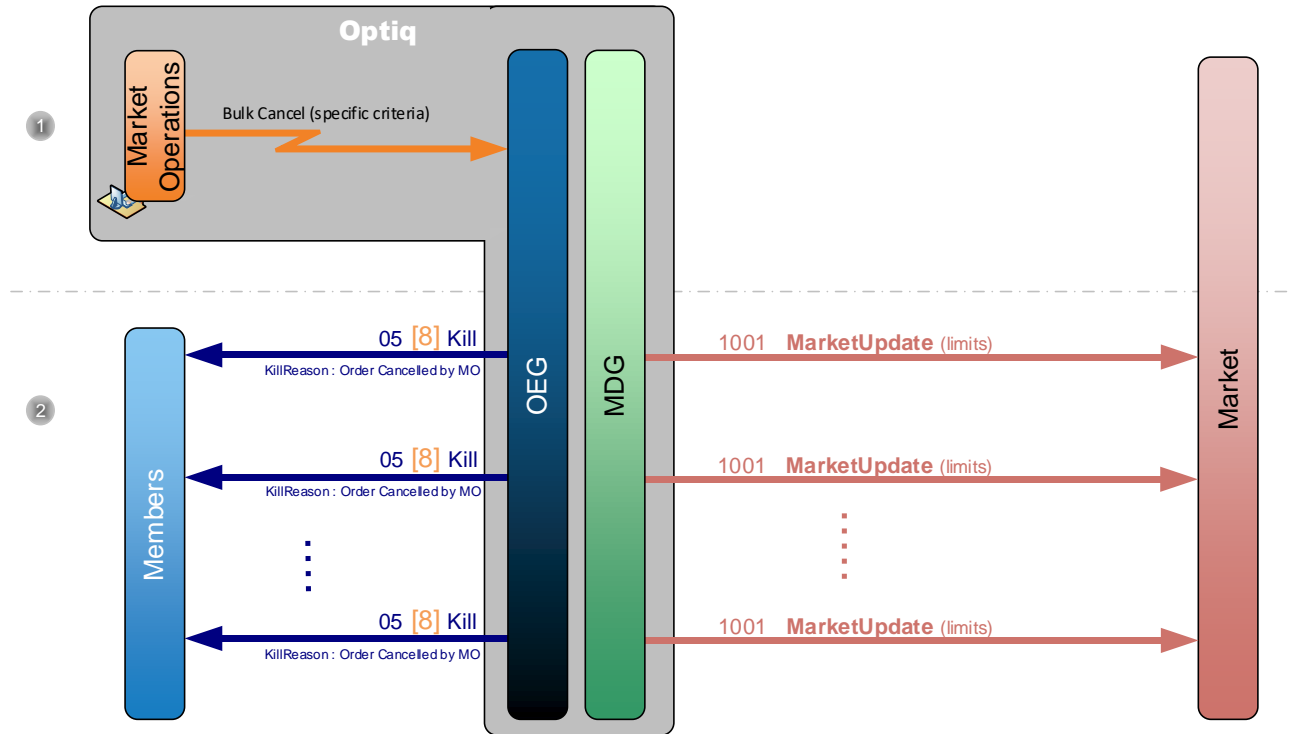 Optiq
Market Operations
1
Bulk Cancel (specific criteria)
OEG
MDG
Market
2
Members
05 [8] Kill
KillReason : Order Cancelled by MO
1001 MarketUpdate (limits)
05 [8] Kill
KillReason : Order Cancelled by MO
1001 MarketUpdate (limits)
05 [8] Kill
KillReason : Order Cancelled by MO
1001 MarketUpdate (limits)